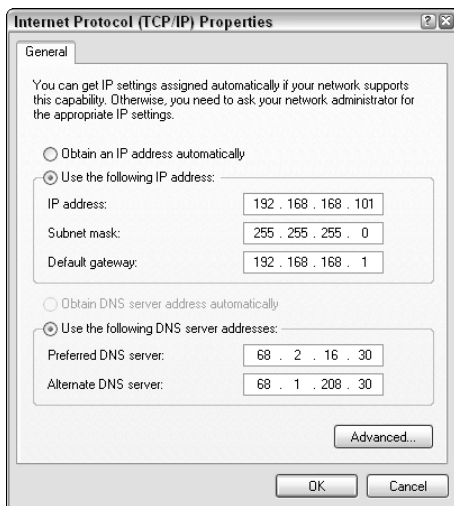 Internet Protocol (TCP/IP) Properties
General
You can get IP settings assigned automatically if your network supports
this capability. Otherwise, you need to ask your network administrator for
the appropriate IP settings.
Obtain an IP address automatically
Use the following IP address:
IP address: 192 . 168 . 168 . 101
Subnet mask: 255 . 255 . 255 . 0
Default gateway: 192 . 168 . 168 . 1
Obtain DNS server address automatically
Use the following DNS server addresses:
Preferred DNS server: 68 . 2 . 16 . 30
Alternate DNS server: 68 . 1 . 208 . 30
Advanced...
OK Cancel